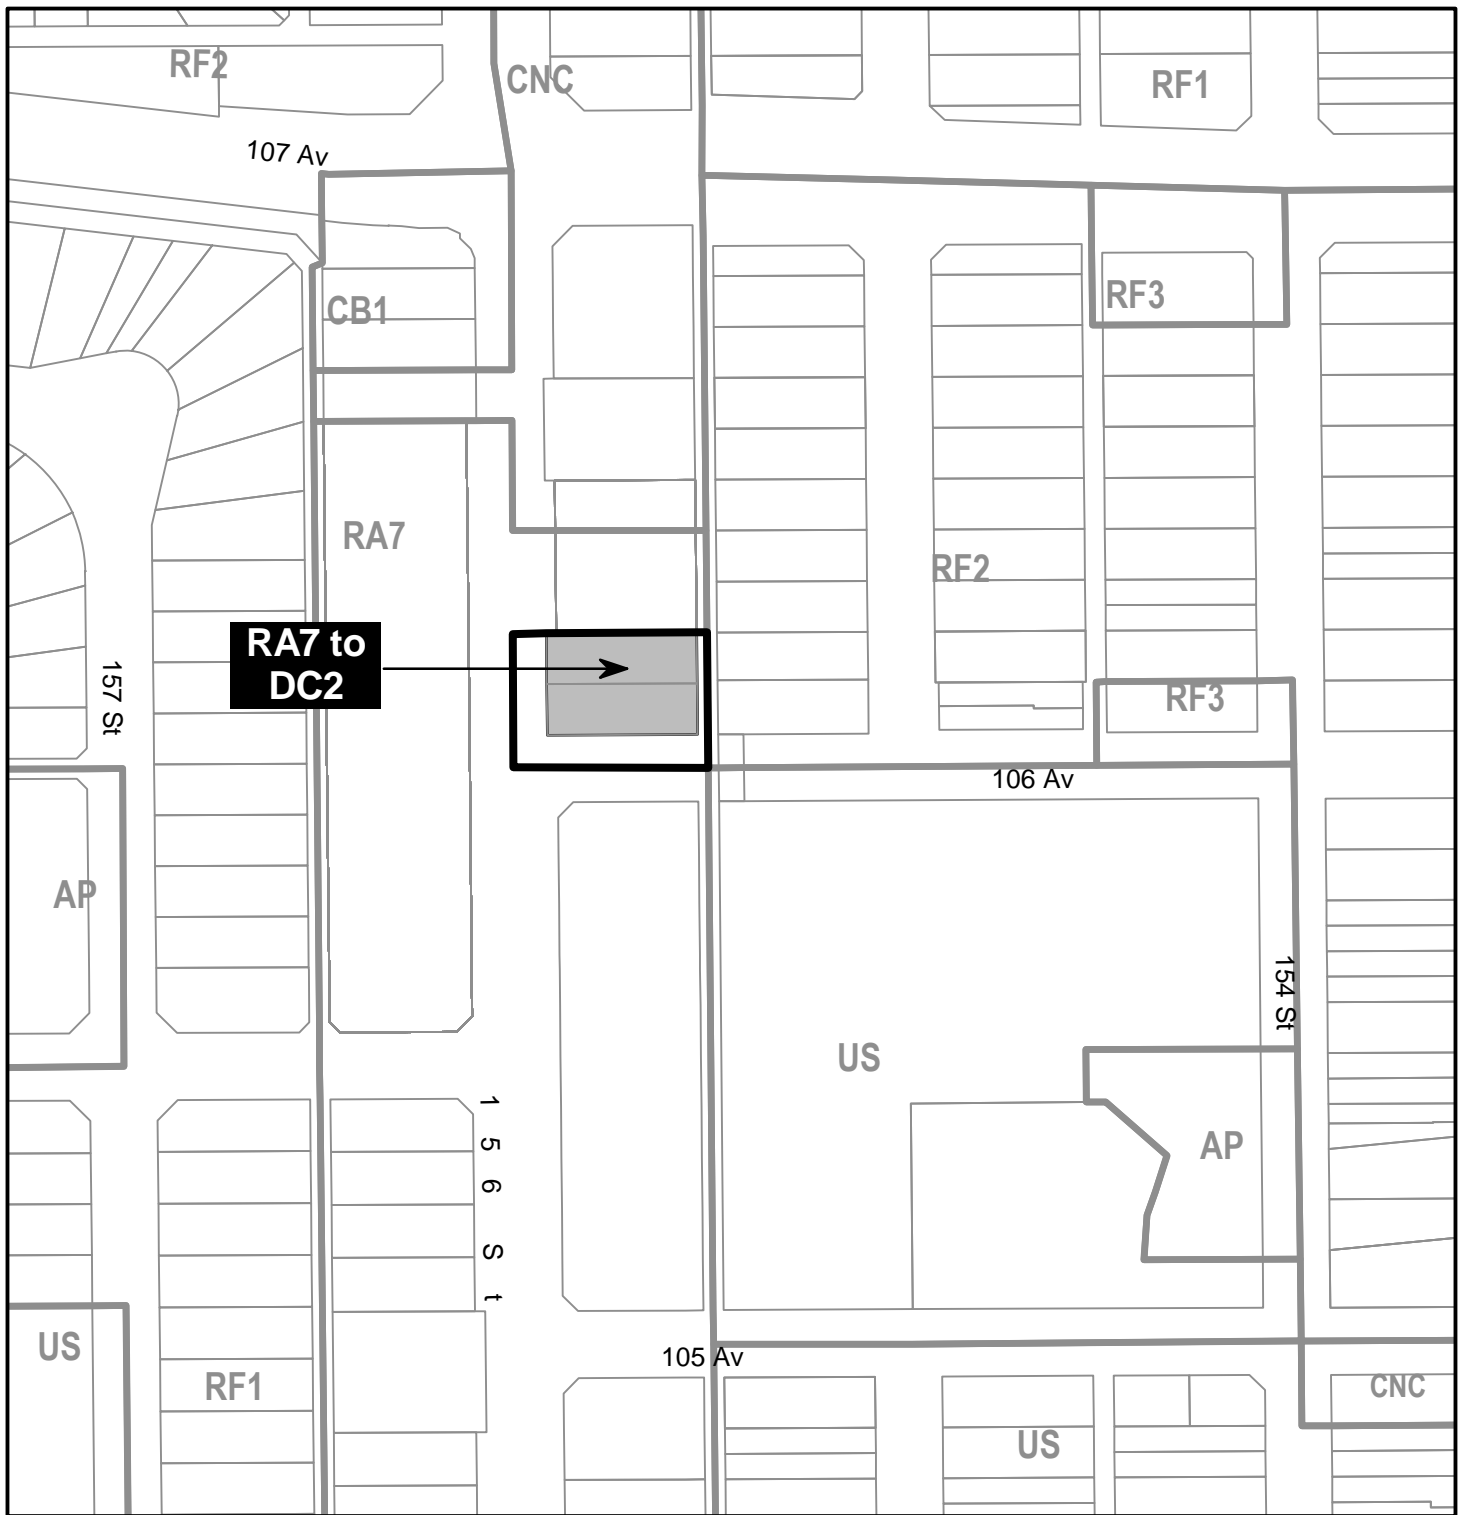 RF2
CNC
RF1
107 Av
CB1
RF3
RA7
RF2
RA7 to
DC2
157 St
RF3
106 Av
AP
154 St
US
156 St
AP
US
105 Av
RF1
CNC
US